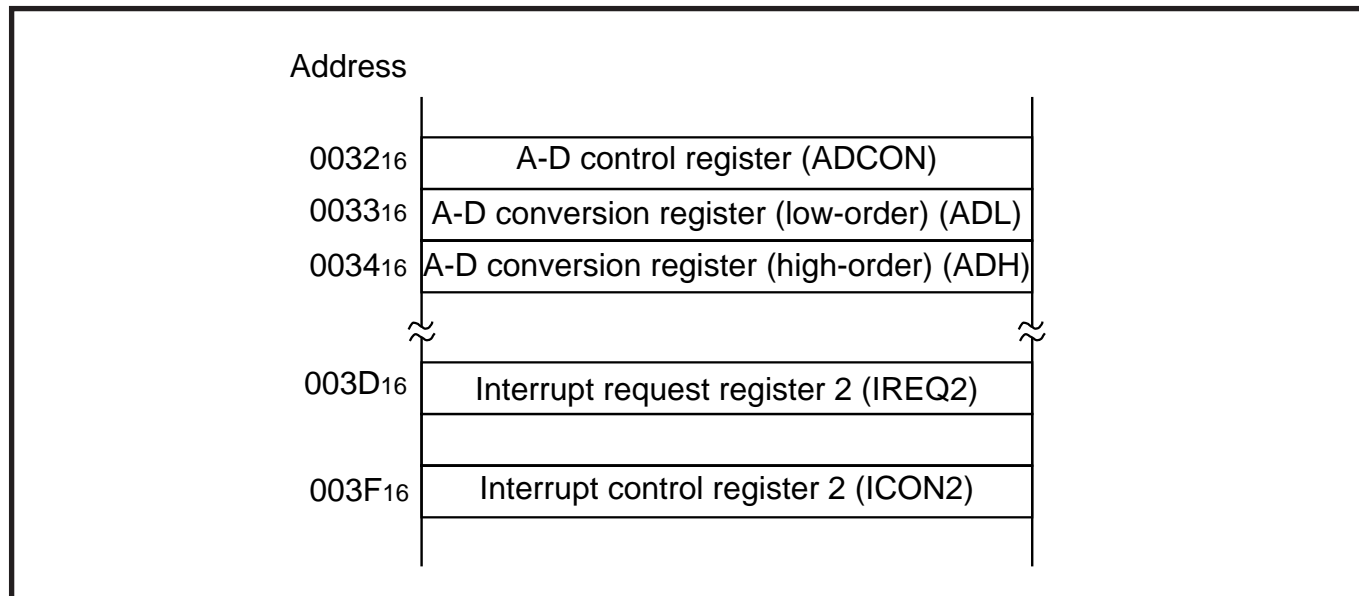 Address
0032₁₆ A-D control register (ADCON)
0033₁₆ A-D conversion register (low-order) (ADL)
0034₁₆ A-D conversion register (high-order) (ADH)
003D₁₆ Interrupt request register 2 (IREQ2)
003F₁₆ Interrupt control register 2 (ICON2)